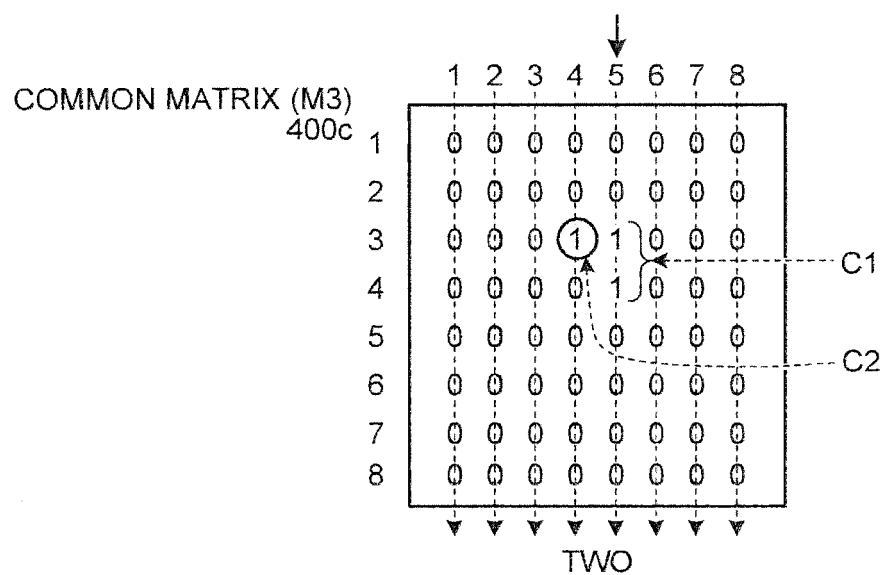 1 2 3 4 5 6 7 8
COMMON MATRIX (M3)
400c
1 0 0 0 0 0 0 0 0
2 0 0 0 0 0 0 0 0
3 0 0 0 1 1 0 0 0
C1
4 0 0 0 0 1 0 0 0
5 0 0 0 0 0 0 0 0
C2
6 0 0 0 0 0 0 0 0
7 0 0 0 0 0 0 0 0
8 0 0 0 0 0 0 0 0
TWO